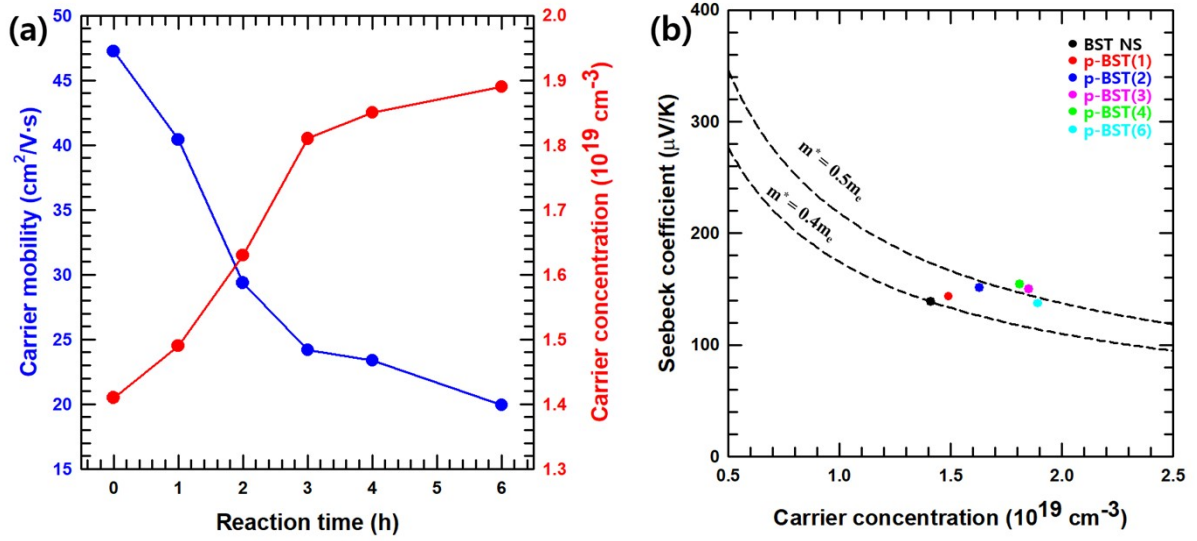 (a)
50
45
40
35
30
25
20
15
Carrier mobility (cm²/V·s)
0 1 2 3 4 5 6
Reaction time (h)
2.0
1.9
1.8
1.7
1.6
1.5
1.4
1.3
Carrier concentration (10¹⁹ cm⁻³)
(b)
400
300
200
100
0
Seebeck coefficient (μV/K)
BST NS
p-BST(1)
p-BST(2)
p-BST(3)
p-BST(4)
p-BST(6)
m* = 0.5mₑ
m* = 0.4mₑ
0.5 1.0 1.5 2.0 2.5
Carrier concentration (10¹⁹ cm⁻³)